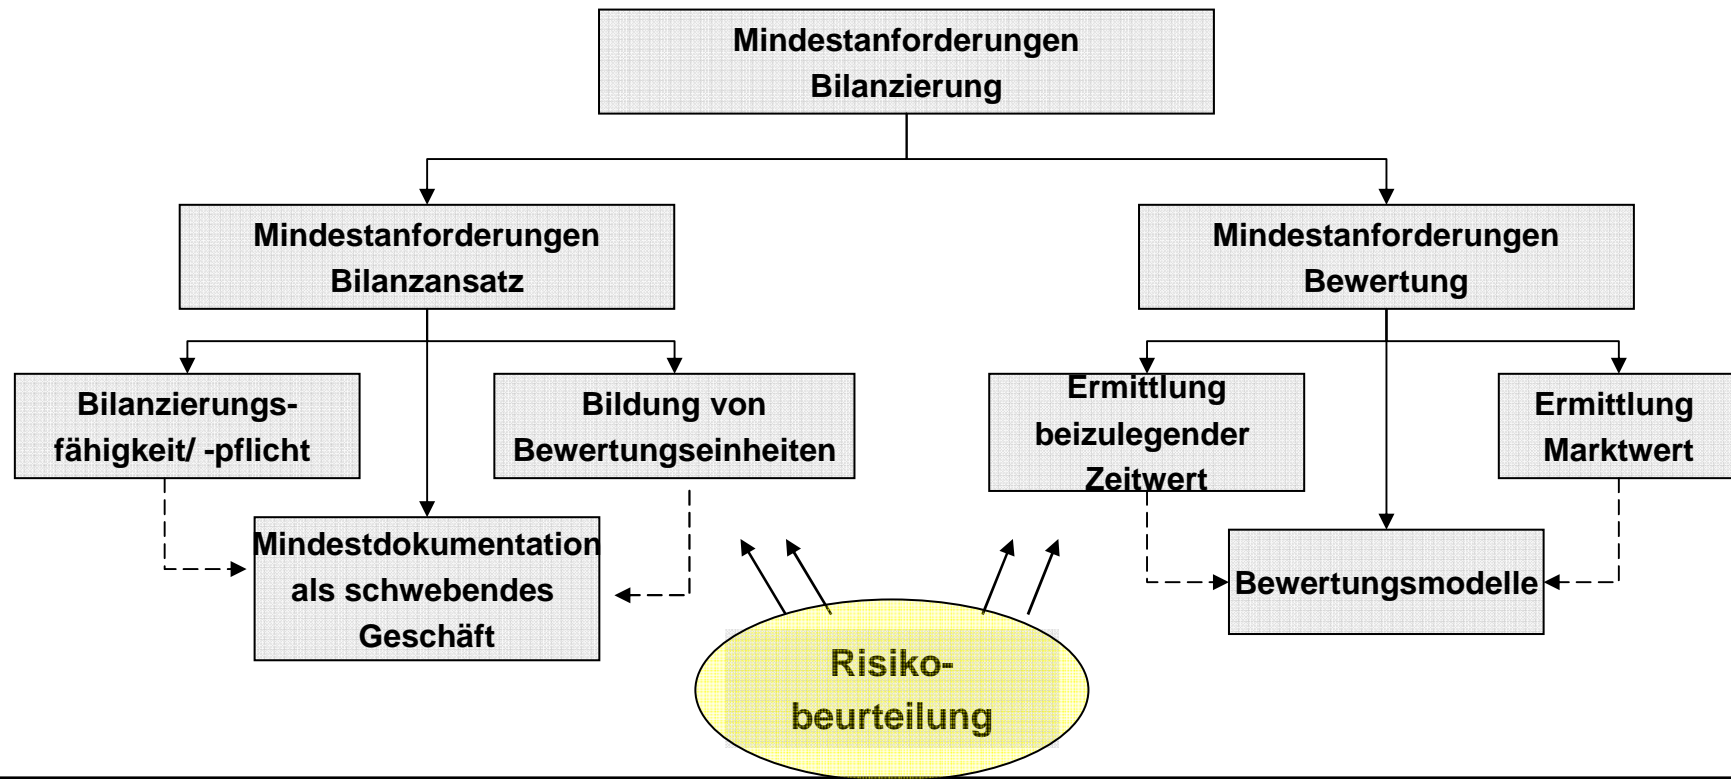 Mindestanforderungen
Bilanzierung
Mindestanforderungen
Bilanzansatz
Mindestanforderungen
Bewertung
Bilanzierungs-
fähigkeit/ -pflicht
Bildung von
Bewertungseinheiten
Ermittlung
beizulegender
Zeitwert
Ermittlung
Marktwert
Mindestdokumentation
als schwebendes
Geschäft
Bewertungsmodelle
Risiko-
beurteilung